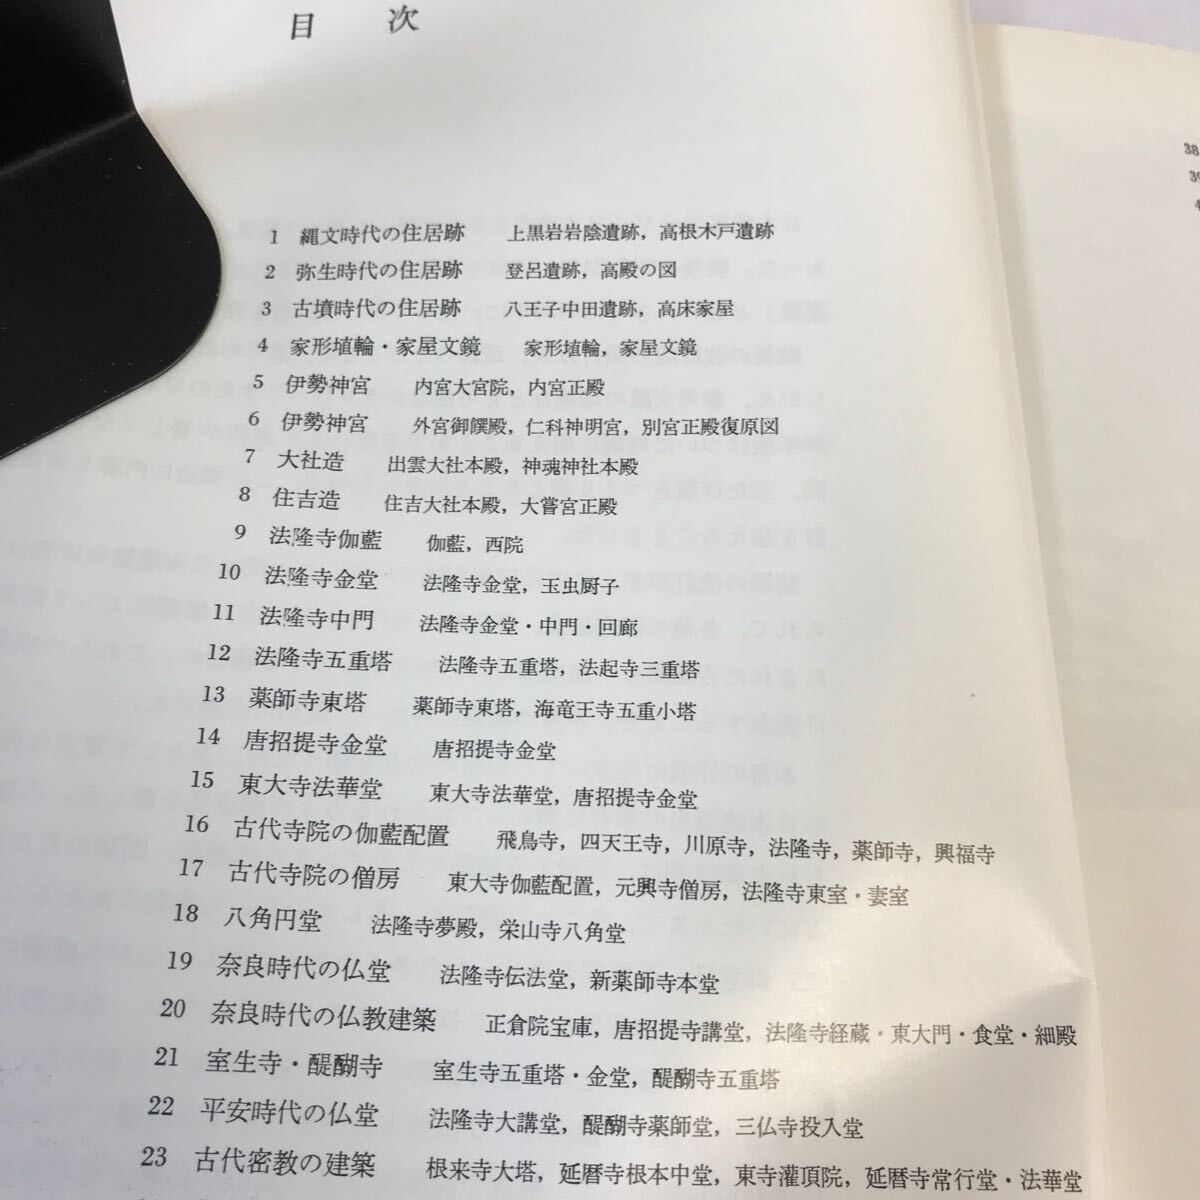 目次
1 縄文時代の住居跡 上黒岩岩陰遺跡，高根木戸遺跡
2 弥生時代の住居跡 登呂遺跡，高殿の図
3 古墳時代の住居跡 八王子中田遺跡，高床家屋
4 家形埴輪・家屋文鏡 家形埴輪，家屋文鏡
5 伊勢神宮 内宮大宮院，内宮正殿
6 伊勢神宮 外宮御饌殿，仁科神明宮，別宮正殿復原図
7 大社造 出雲大社本殿，神魂神社本殿
8 住吉造 住吉大社本殿，大嘗宮正殿
9 法隆寺伽藍 伽藍，西院
10 法隆寺金堂 法隆寺金堂，玉虫厨子
11 法隆寺中門 法隆寺金堂・中門・回廊
12 法隆寺五重塔 法隆寺五重塔，法起寺三重塔
13 薬師寺東塔 薬師寺東塔，海竜王寺五重小塔
14 唐招提寺金堂 唐招提寺金堂
15 東大寺法華堂 東大寺法華堂，唐招提寺金堂
16 古代寺院の伽藍配置 飛鳥寺，四天王寺，川原寺，法隆寺，薬師寺，興福寺
17 古代寺院の僧房 東大寺伽藍配置，元興寺僧房，法隆寺東室・妻室
18 八角円堂 法隆寺夢殿，栄山寺八角堂
19 奈良時代の仏堂 法隆寺伝法堂，新薬師寺本堂
20 奈良時代の仏教建築 正倉院宝庫，唐招提寺講堂，法隆寺経蔵・東大門・食堂・細殿
21 室生寺・醍醐寺 室生寺五重塔・金堂，醍醐寺五重塔
22 平安時代の仏堂 法隆寺大講堂，醍醐寺薬師堂，三仏寺投入堂
23 古代密教の建築 根来寺大塔，延暦寺根本中堂，東寺灌頂院，延暦寺常行堂・法華堂
38
39